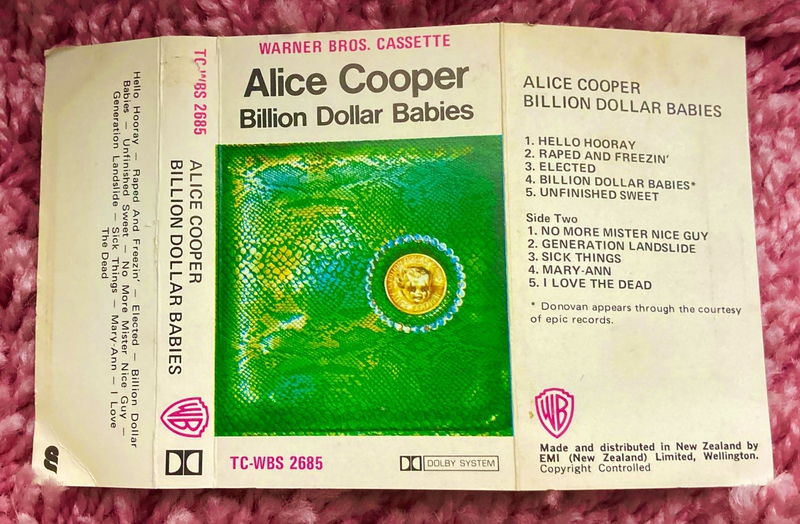 Hello Hooray — Raped And Freezin' — Elected — Billion Dollar
Babies — Unfinished Sweet — No More Mister Nice Guy —
Generation Landslide — Sick Things — Mary-Ann — I Love
The Dead
TC-WBS 2685
ALICE COOPER
BILLION DOLLAR BABIES
WB
WARNER BROS. CASSETTE
Alice Cooper
Billion Dollar Babies
TC-WBS 2685
DOLBY SYSTEM
ALICE COOPER
BILLION DOLLAR BABIES
1. HELLO HOORAY
2. RAPED AND FREEZIN'
3. ELECTED
4. BILLION DOLLAR BABIES*
5. UNFINISHED SWEET
Side Two
1. NO MORE MISTER NICE GUY
2. GENERATION LANDSLIDE
3. SICK THINGS
4. MARY-ANN
5. I LOVE THE DEAD
* Donovan appears through the courtesy
of epic records.
WB
Made and distributed in New Zealand by
EMI (New Zealand) Limited, Wellington.
Copyright Controlled